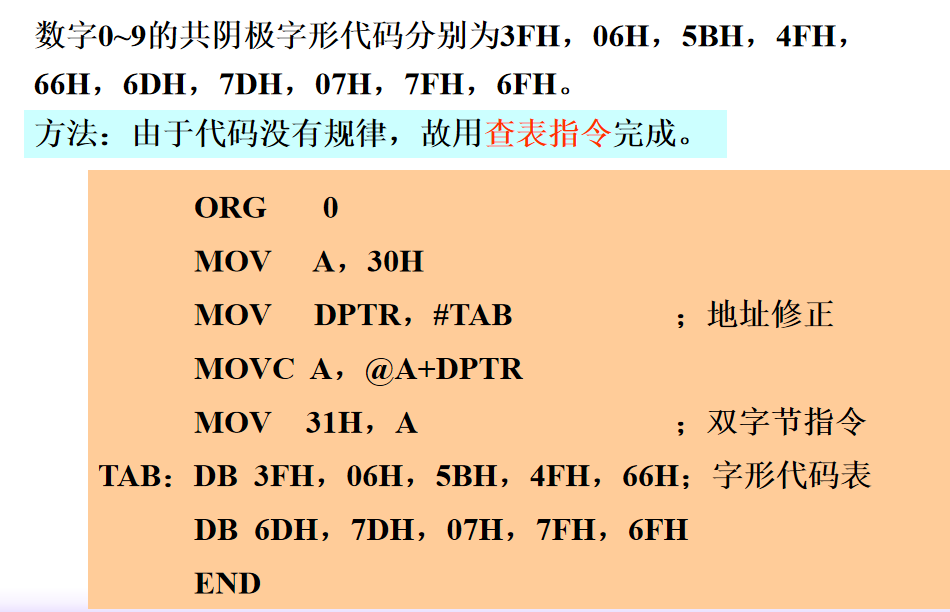 数字0~9的共阴极字形代码分别为3FH，06H，5BH，4FH，
66H，6DH，7DH，07H，7FH，6FH。
方法：由于代码没有规律，故用查表指令完成。
ORG 0
MOV A，30H
MOV DPTR，#TAB ；地址修正
MOVC A，@A+DPTR
MOV 31H，A ；双字节指令
TAB：DB 3FH，06H，5BH，4FH，66H；字形代码表
DB 6DH，7DH，07H，7FH，6FH
END